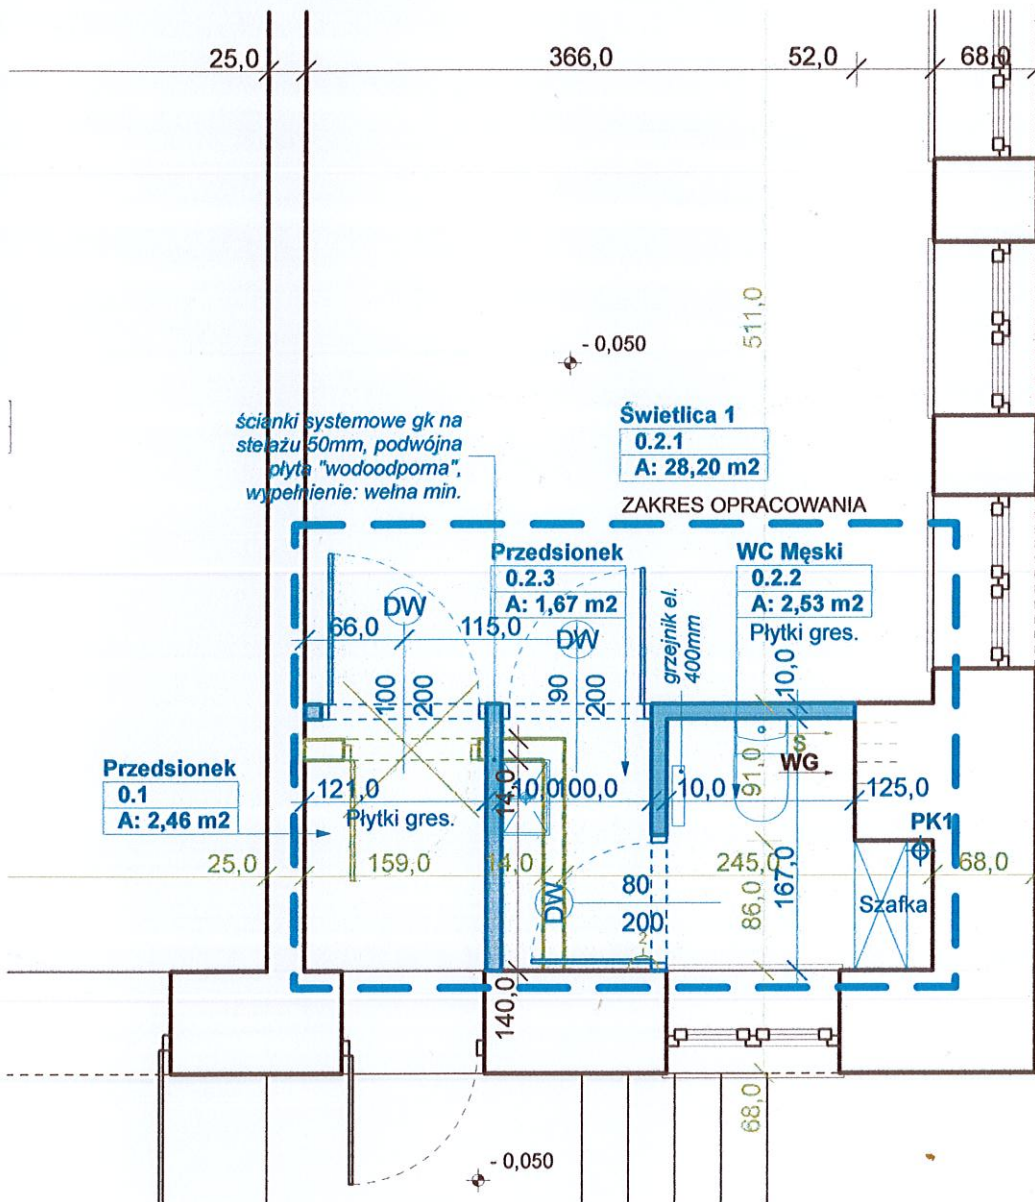 25,0 366,0 52,0 68,0
511,0
- 0,050
ścianki systemowe gk na
stelażu 50mm, podwójna
płyta "wodoodporna",
wypełnienie: wełna min.
Świetlica 1
0.2.1
A: 28,20 m2
ZAKRES OPRACOWANIA
Przedsionek
0.2.3
A: 1,67 m2
WC Męski
0.2.2
A: 2,53 m2
Płytki gres.
grzejnik el.
400mm
DW
DW
66,0 115,0
100
200
90
200
10,0
S
WG
91,0
Przedsionek
0.1
A: 2,46 m2
121,0 10,0 100,0 10,0 125,0
14,0
Płytki gres.
PK1
25,0 159,0 14,0 245,0 68,0
DW
80
200
86,0
167,0
Szafka
2
140,0
68,0
- 0,050